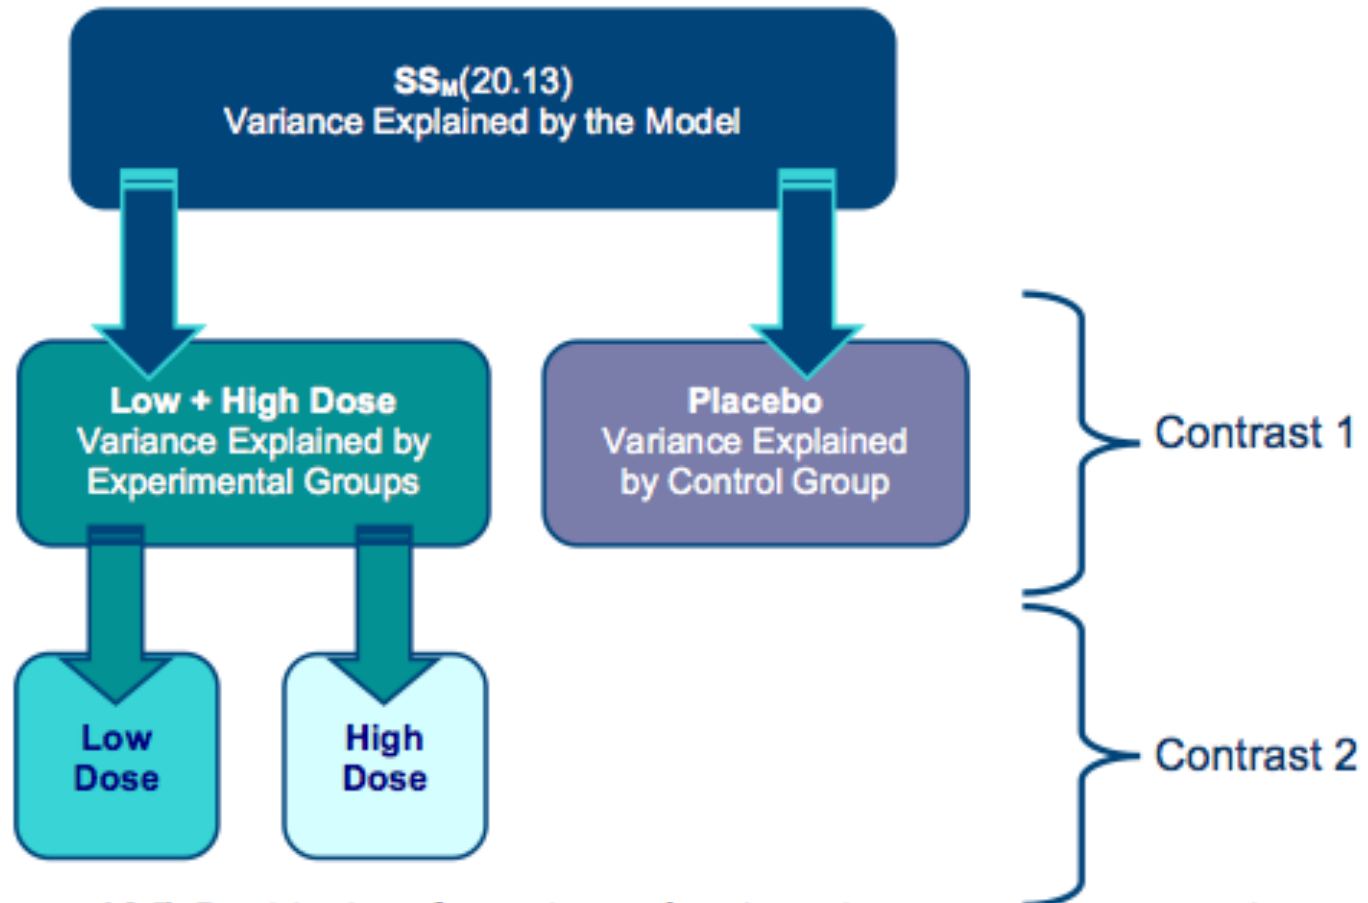 SSM(20.13)
Variance Explained by the Model
Low + High Dose
Variance Explained by
Experimental Groups
Placebo
Variance Explained
by Control Group
Contrast 1
Low
Dose
High
Dose
Contrast 2